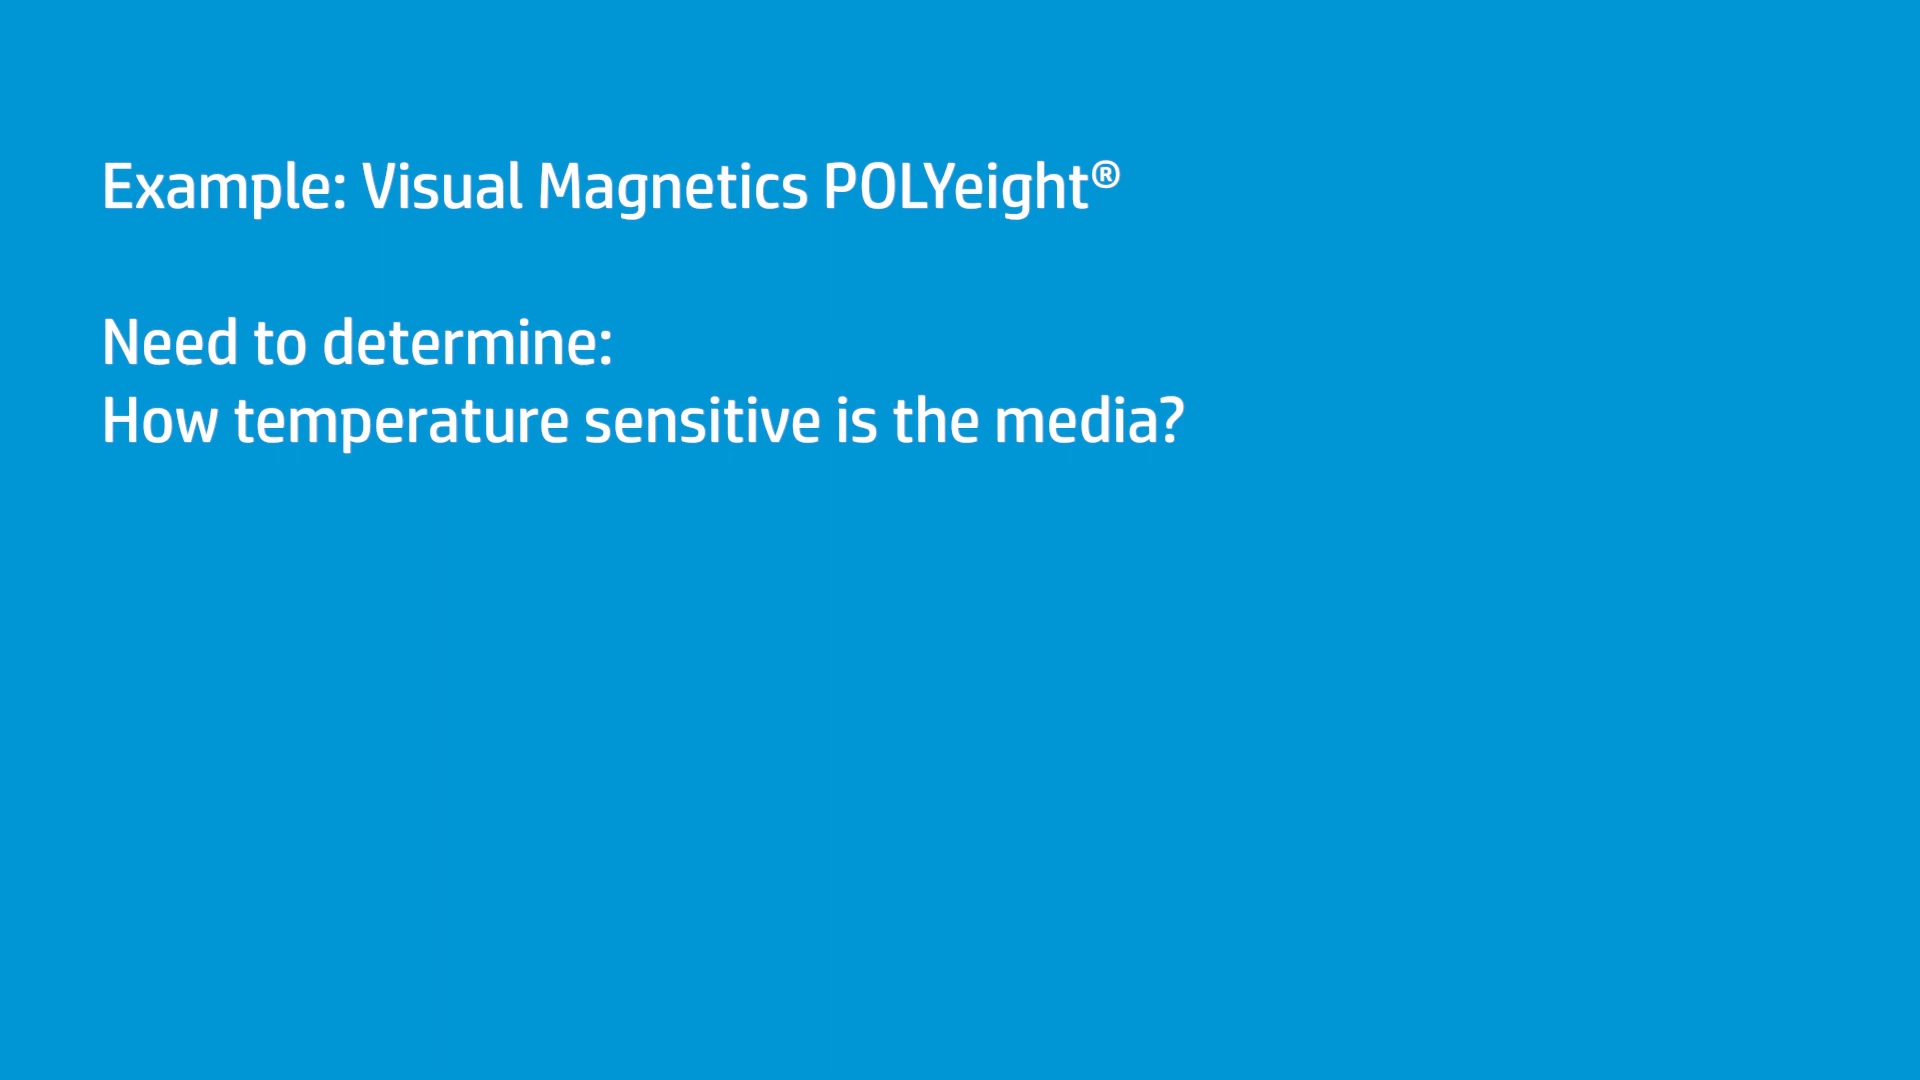 Example: Visual Magnetics POLYeight®
Need to determine:
How temperature sensitive is the media?